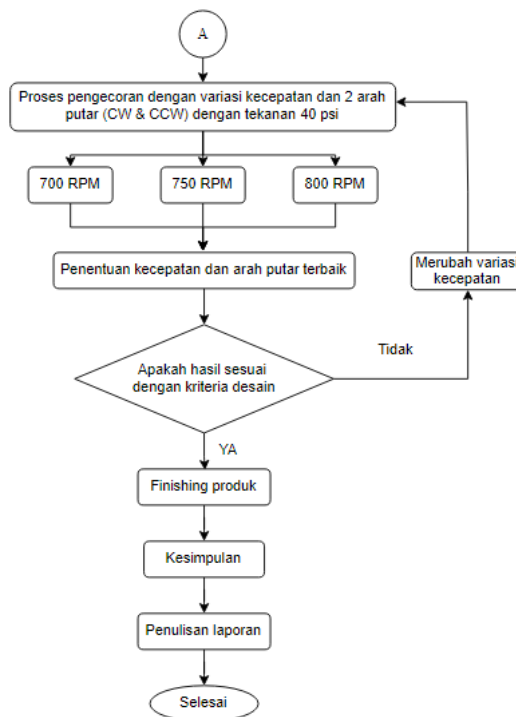 A
Proses pengecoran dengan variasi kecepatan dan 2 arah
putar (CW & CCW) dengan tekanan 40 psi
700 RPM
750 RPM
800 RPM
Penentuan kecepatan dan arah putar terbaik
Merubah variasi
kecepatan
Tidak
Apakah hasil sesuai
dengan kriteria desain
YA
Finishing produk
Kesimpulan
Penulisan laporan
Selesai